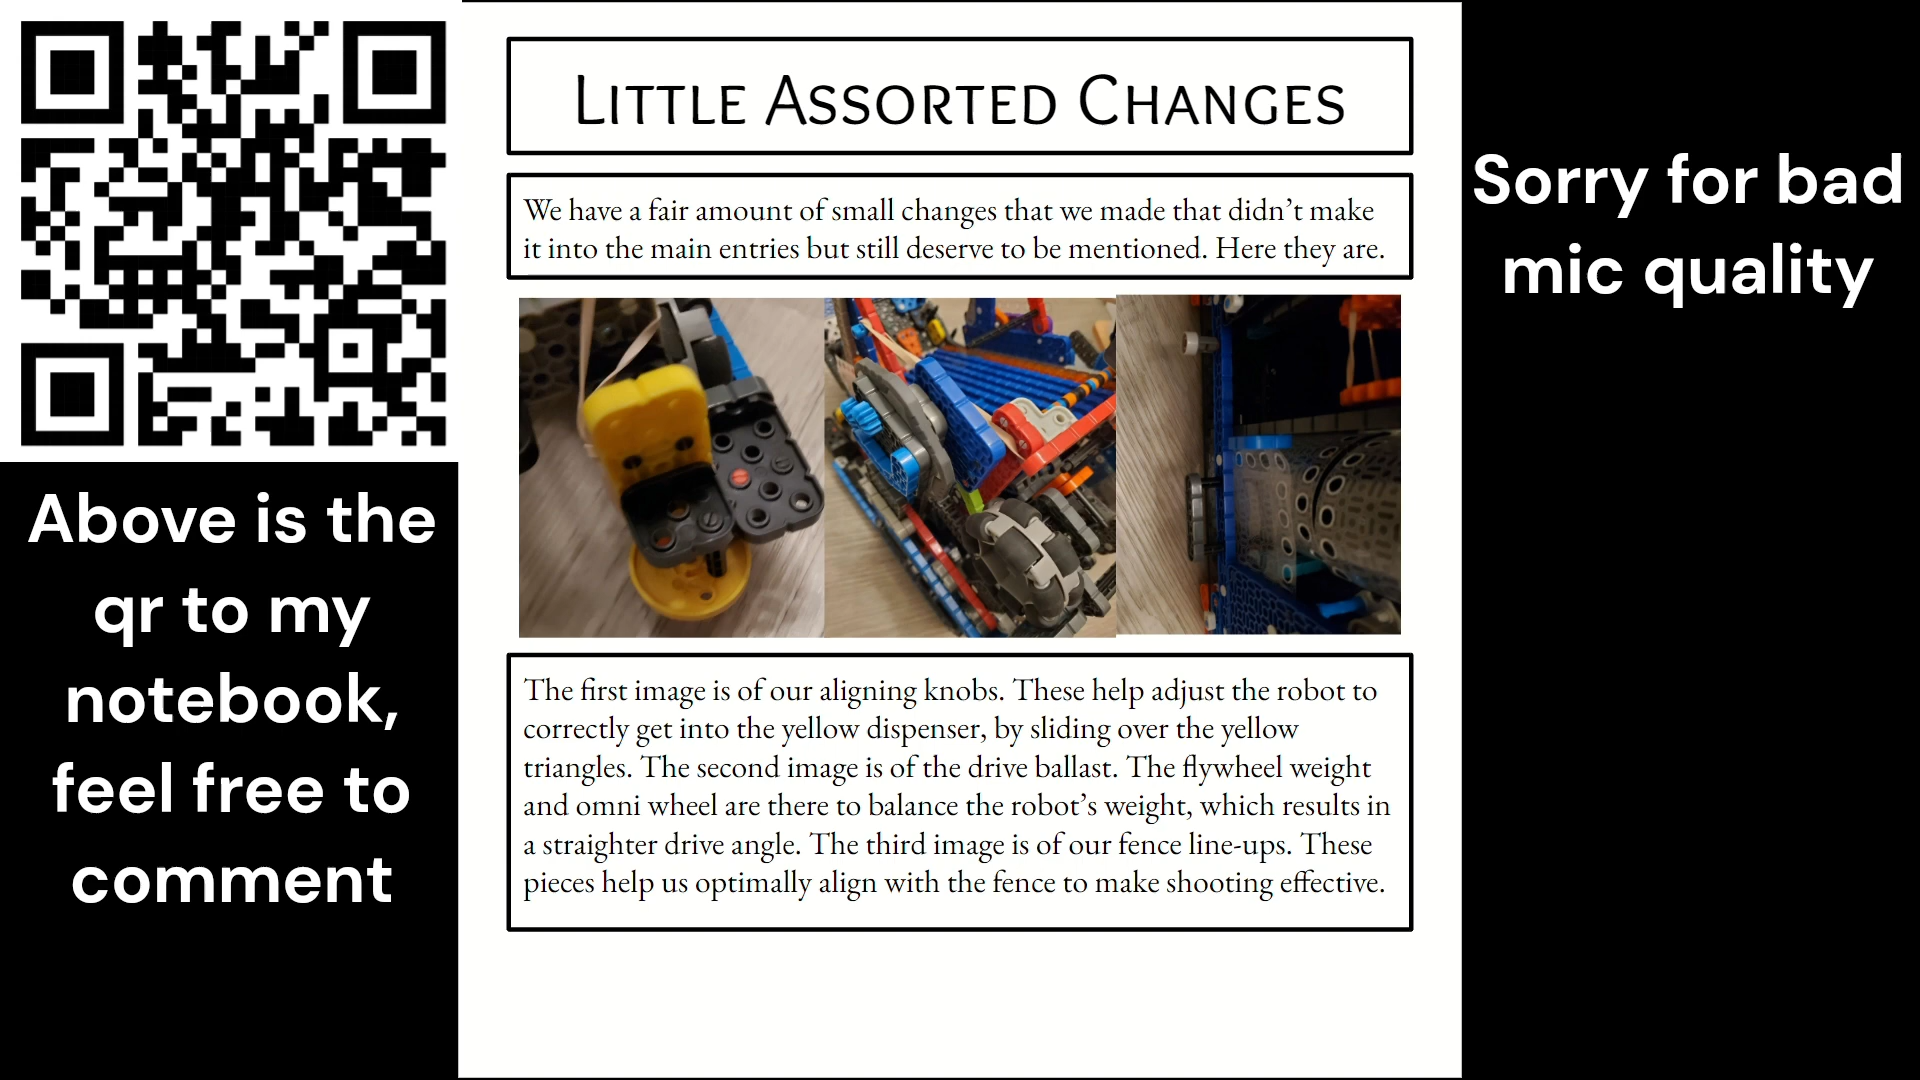 Above is the
qr to my
notebook,
feel free to
comment
Little Assorted Changes
We have a fair amount of small changes that we made that didn’t make
it into the main entries but still deserve to be mentioned. Here they are.
The first image is of our aligning knobs. These help adjust the robot to
correctly get into the yellow dispenser, by sliding over the yellow
triangles. The second image is of the drive ballast. The flywheel weight
and omni wheel are there to balance the robot’s weight, which results in
a straighter drive angle. The third image is of our fence line-ups. These
pieces help us optimally align with the fence to make shooting effective.
Sorry for bad
mic quality